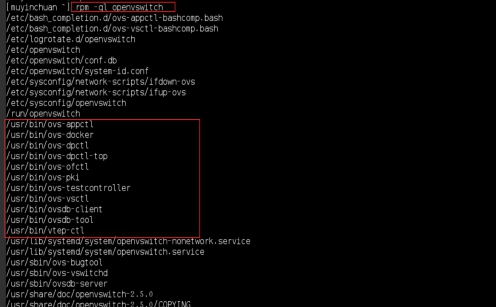 [muyinchuan ~] rpm -ql openvswitch
/etc/bash_completion.d/ovs-appctl-bashcomp.bash
/etc/bash_completion.d/ovs-vsctl-bashcomp.bash
/etc/logrotate.d/openvswitch
/etc/openvswitch
/etc/openvswitch/conf.db
/etc/openvswitch/system-id.conf
/etc/sysconfig/network-scripts/ifdown-ovs
/etc/sysconfig/network-scripts/ifup-ovs
/etc/sysconfig/openvswitch
/run/openvswitch
/usr/bin/ovs-appctl
/usr/bin/ovs-docker
/usr/bin/ovs-dpctl
/usr/bin/ovs-dpctl-top
/usr/bin/ovs-ofctl
/usr/bin/ovs-pki
/usr/bin/ovs-testcontroller
/usr/bin/ovs-vsctl
/usr/bin/ovsdb-client
/usr/bin/ovsdb-tool
/usr/bin/vtep-ctl
/usr/lib/systemd/system/openvswitch-nonetwork.service
/usr/lib/systemd/system/openvswitch.service
/usr/sbin/ovs-bugtool
/usr/sbin/ovs-vswitchd
/usr/sbin/ovsdb-server
/usr/share/doc/openvswitch-2.5.0
/usr/share/doc/openvswitch-2.5.0/COPYING